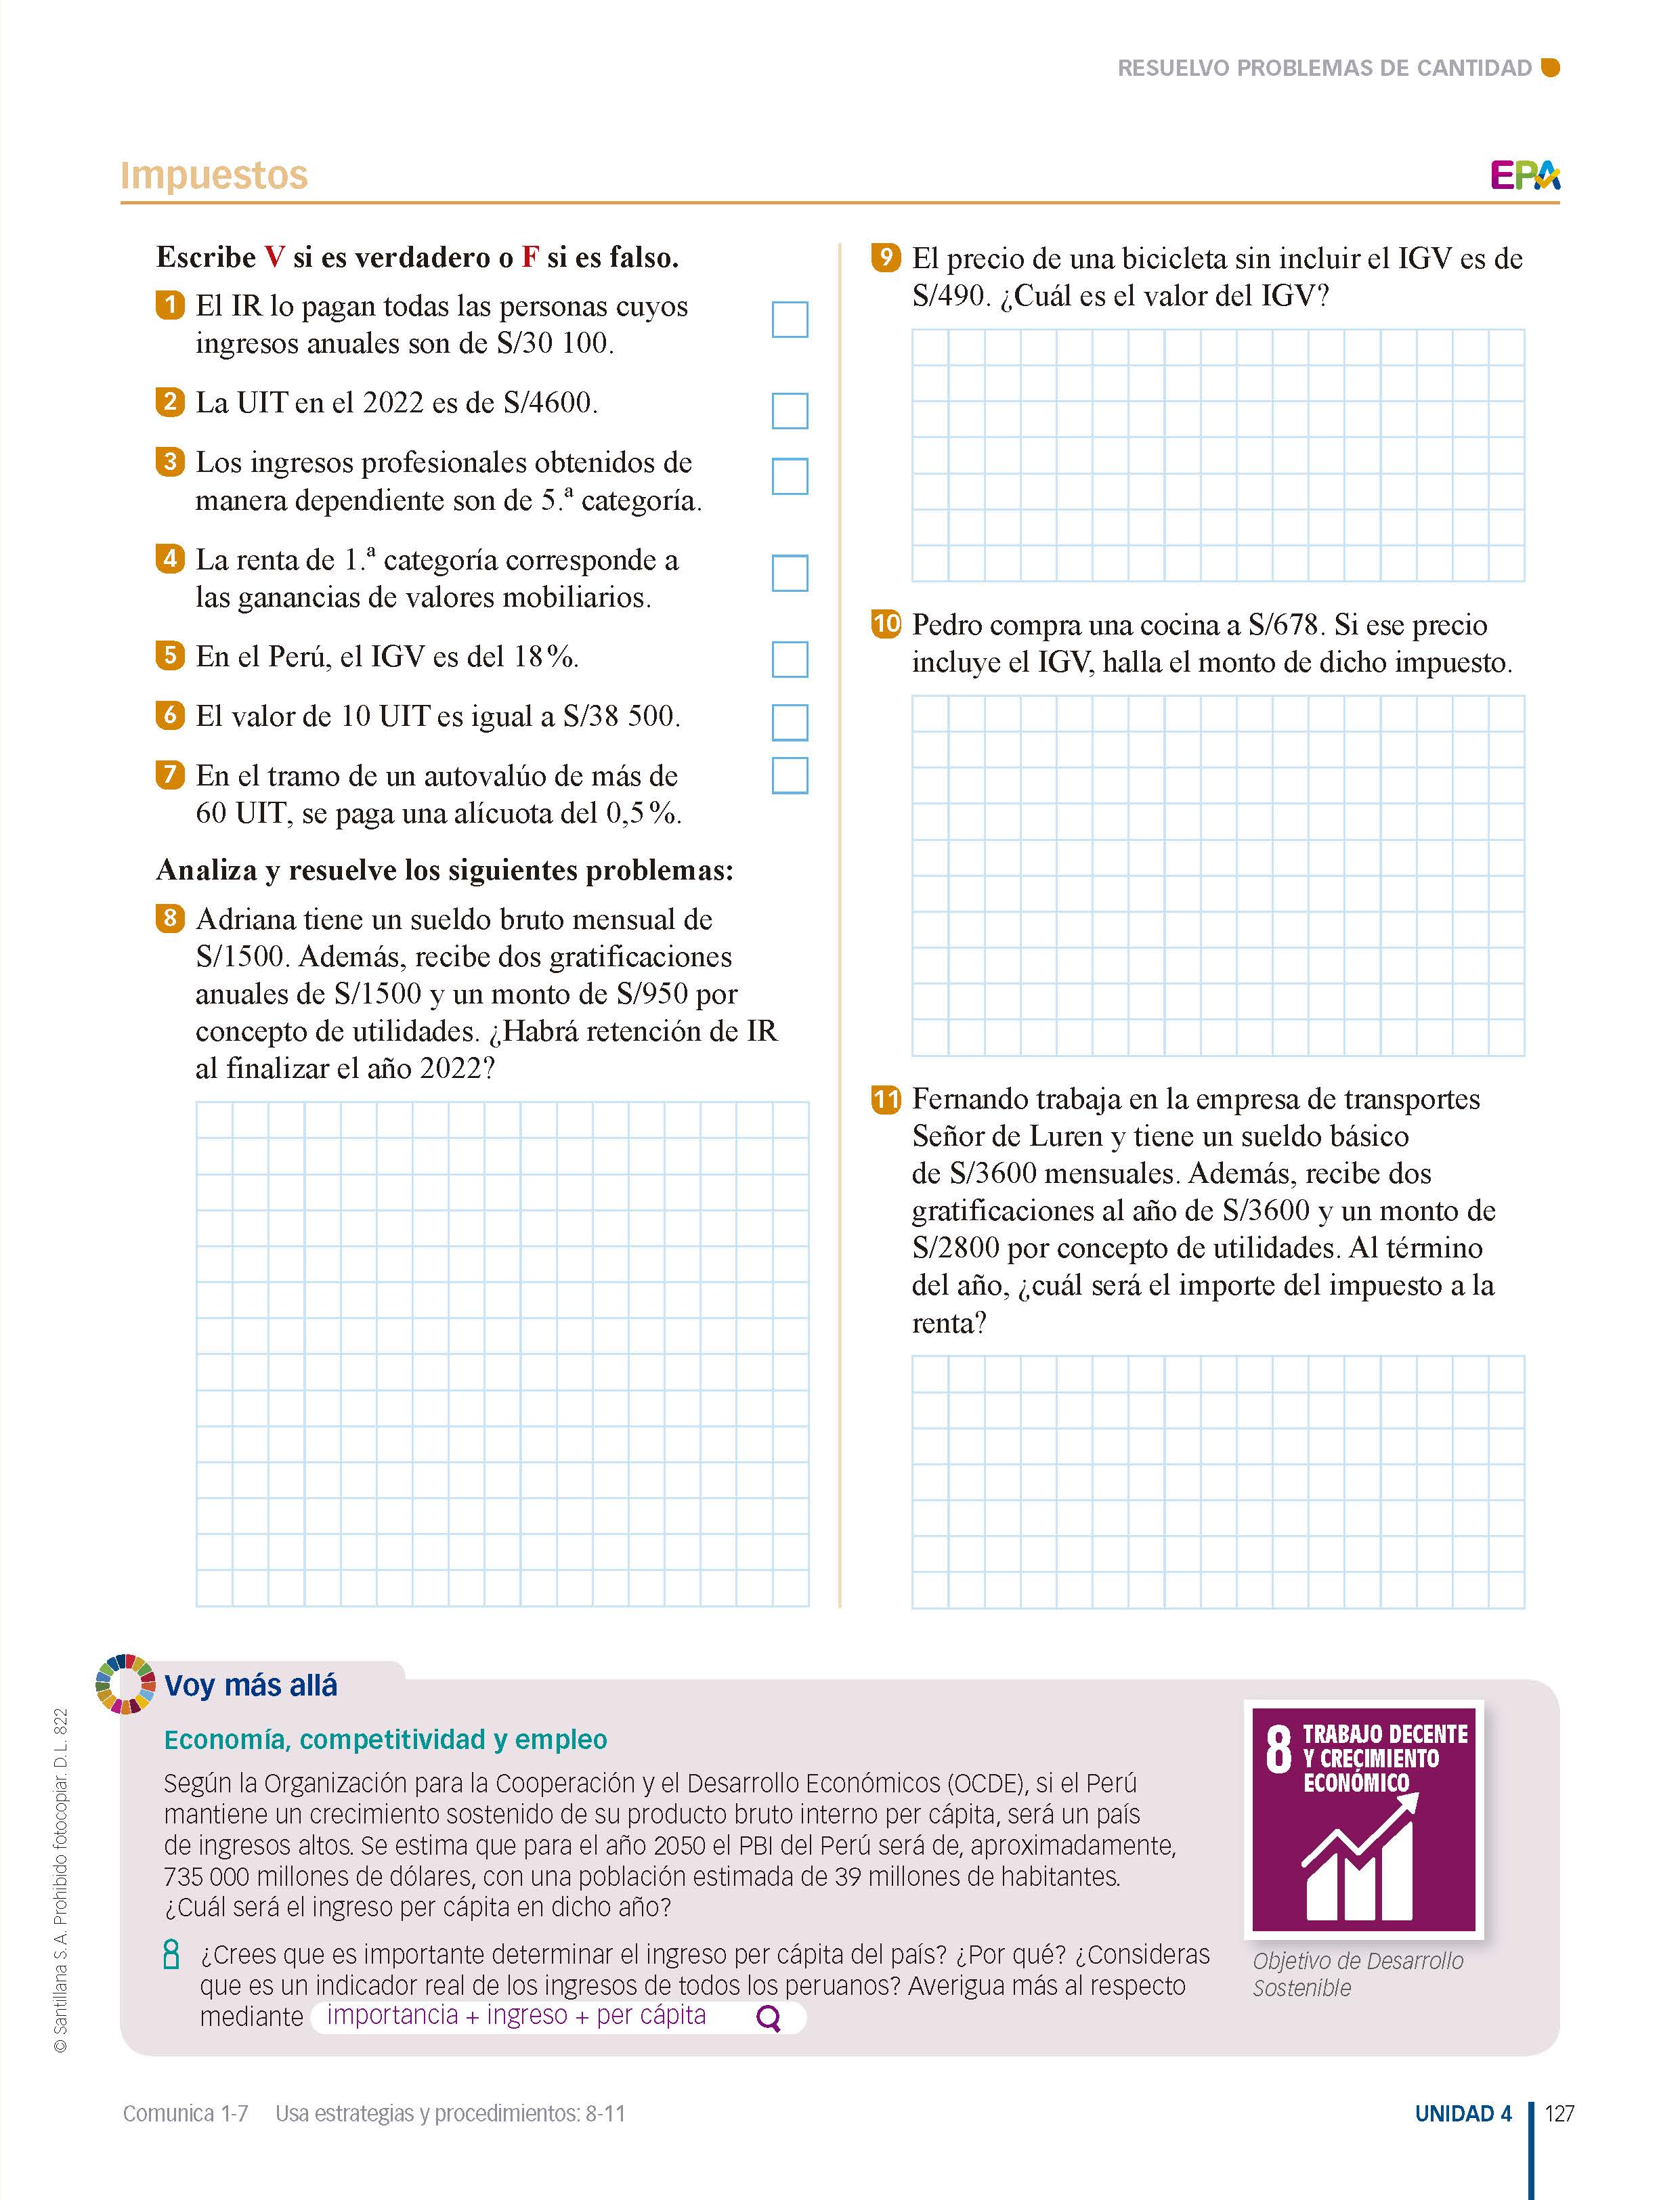 RESUELVO PROBLEMAS DE CANTIDAD
Impuestos
EPA
Escribe V si es verdadero o F si es falso.
1 El IR lo pagan todas las personas cuyos
ingresos anuales son de S/30 100.
2 La UIT en el 2022 es de S/4600.
3 Los ingresos profesionales obtenidos de
manera dependiente son de 5.ª categoría.
4 La renta de 1.ª categoría corresponde a
las ganancias de valores mobiliarios.
5 En el Perú, el IGV es del 18 %.
6 El valor de 10 UIT es igual a S/38 500.
7 En el tramo de un autovalúo de más de
60 UIT, se paga una alícuota del 0,5 %.
Analiza y resuelve los siguientes problemas:
8 Adriana tiene un sueldo bruto mensual de
S/1500. Además, recibe dos gratificaciones
anuales de S/1500 y un monto de S/950 por
concepto de utilidades. ¿Habrá retención de IR
al finalizar el año 2022?
9 El precio de una bicicleta sin incluir el IGV es de
S/490. ¿Cuál es el valor del IGV?
10 Pedro compra una cocina a S/678. Si ese precio
incluye el IGV, halla el monto de dicho impuesto.
11 Fernando trabaja en la empresa de transportes
Señor de Luren y tiene un sueldo básico
de S/3600 mensuales. Además, recibe dos
gratificaciones al año de S/3600 y un monto de
S/2800 por concepto de utilidades. Al término
del año, ¿cuál será el importe del impuesto a la
renta?
Voy más allá
Economía, competitividad y empleo
Según la Organización para la Cooperación y el Desarrollo Económicos (OCDE), si el Perú
mantiene un crecimiento sostenido de su producto bruto interno per cápita, será un país
de ingresos altos. Se estima que para el año 2050 el PBI del Perú será de, aproximadamente,
735 000 millones de dólares, con una población estimada de 39 millones de habitantes.
¿Cuál será el ingreso per cápita en dicho año?
¿Crees que es importante determinar el ingreso per cápita del país? ¿Por qué? ¿Consideras
que es un indicador real de los ingresos de todos los peruanos? Averigua más al respecto
mediante importancia + ingreso + per cápita
8 TRABAJO DECENTE
Y CRECIMIENTO
ECONÓMICO
Objetivo de Desarrollo
Sostenible
© Santillana S. A. Prohibido fotocopiar. D. L. 822
Comunica 1-7 Usa estrategias y procedimientos: 8-11
UNIDAD 4 127